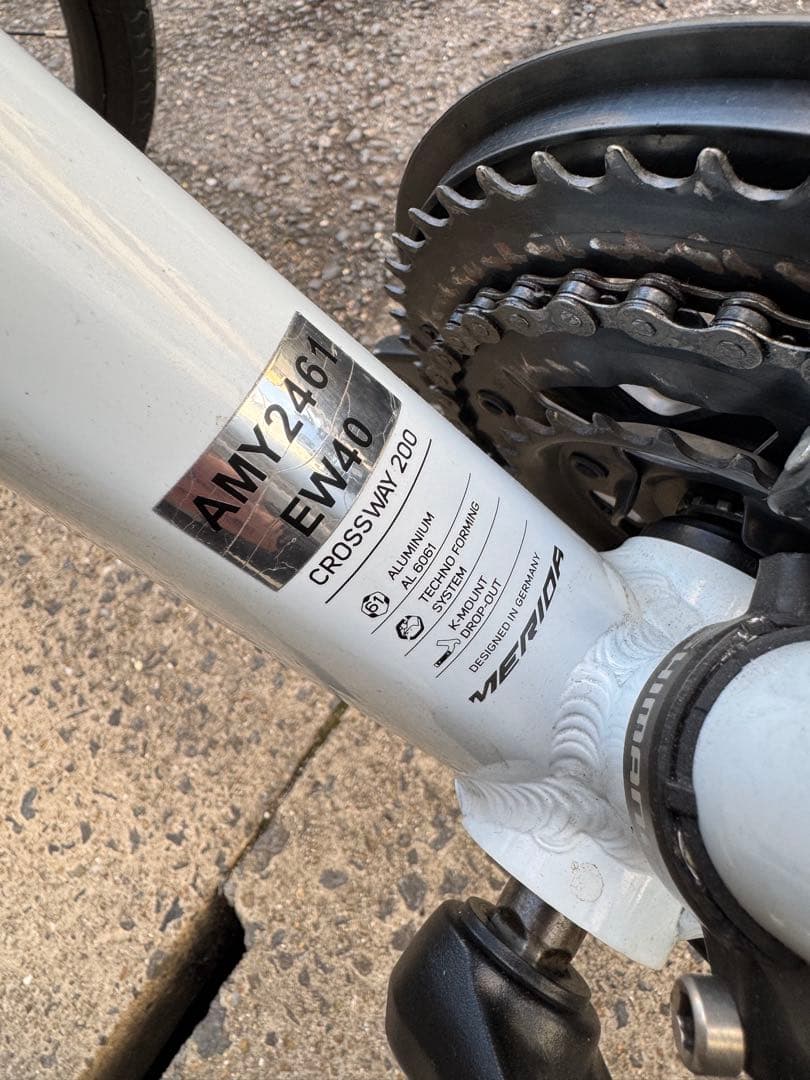 AMY2461
EW40
CROSSWAY 200
61
ALUMINIUM
AL 6061
TECHNO FORMING
SYSTEM
K-MOUNT
DROP-OUT
DESIGNED IN GERMANY
MERIDA